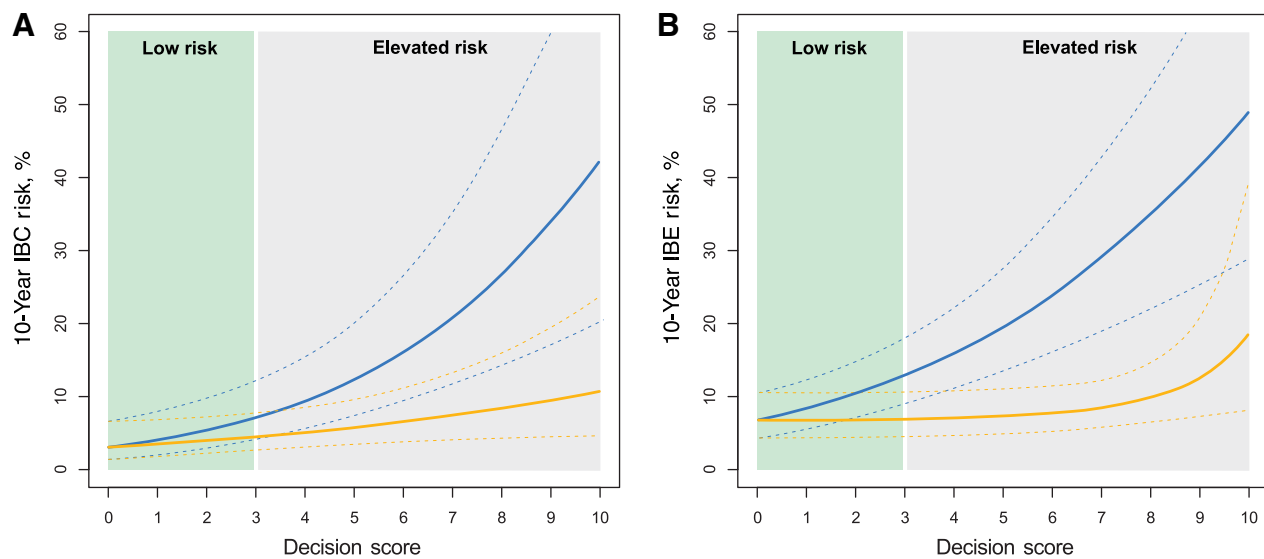 A
Low risk
Elevated risk
10-Year IBC risk, %
60
50
40
30
20
10
0
0 1 2 3 4 5 6 7 8 9 10
Decision score
B
Low risk
Elevated risk
10-Year IBE risk, %
60
50
40
30
20
10
0
0 1 2 3 4 5 6 7 8 9 10
Decision score